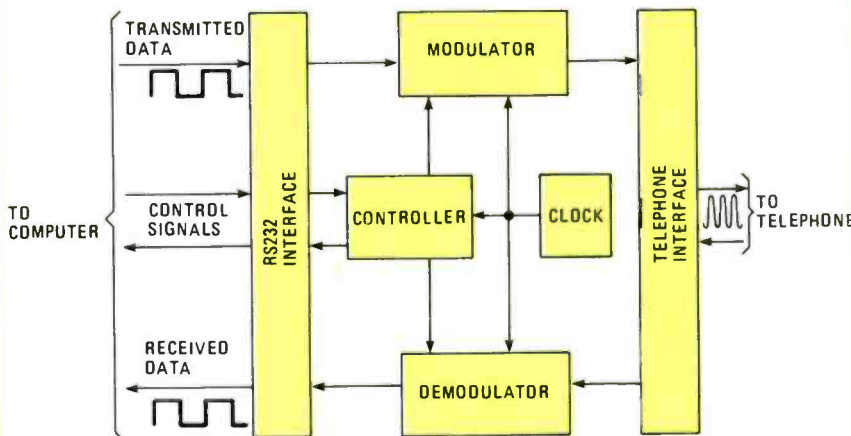 TRANSMITTED
DATA
MODULATOR
TO
COMPUTER
CONTROL
SIGNALS
RS232
INTERFACE
CONTROLLER
CLOCK
TELEPHONE
INTERFACE
TO
TELEPHONE
RECEIVED
DATA
DEMODULATOR